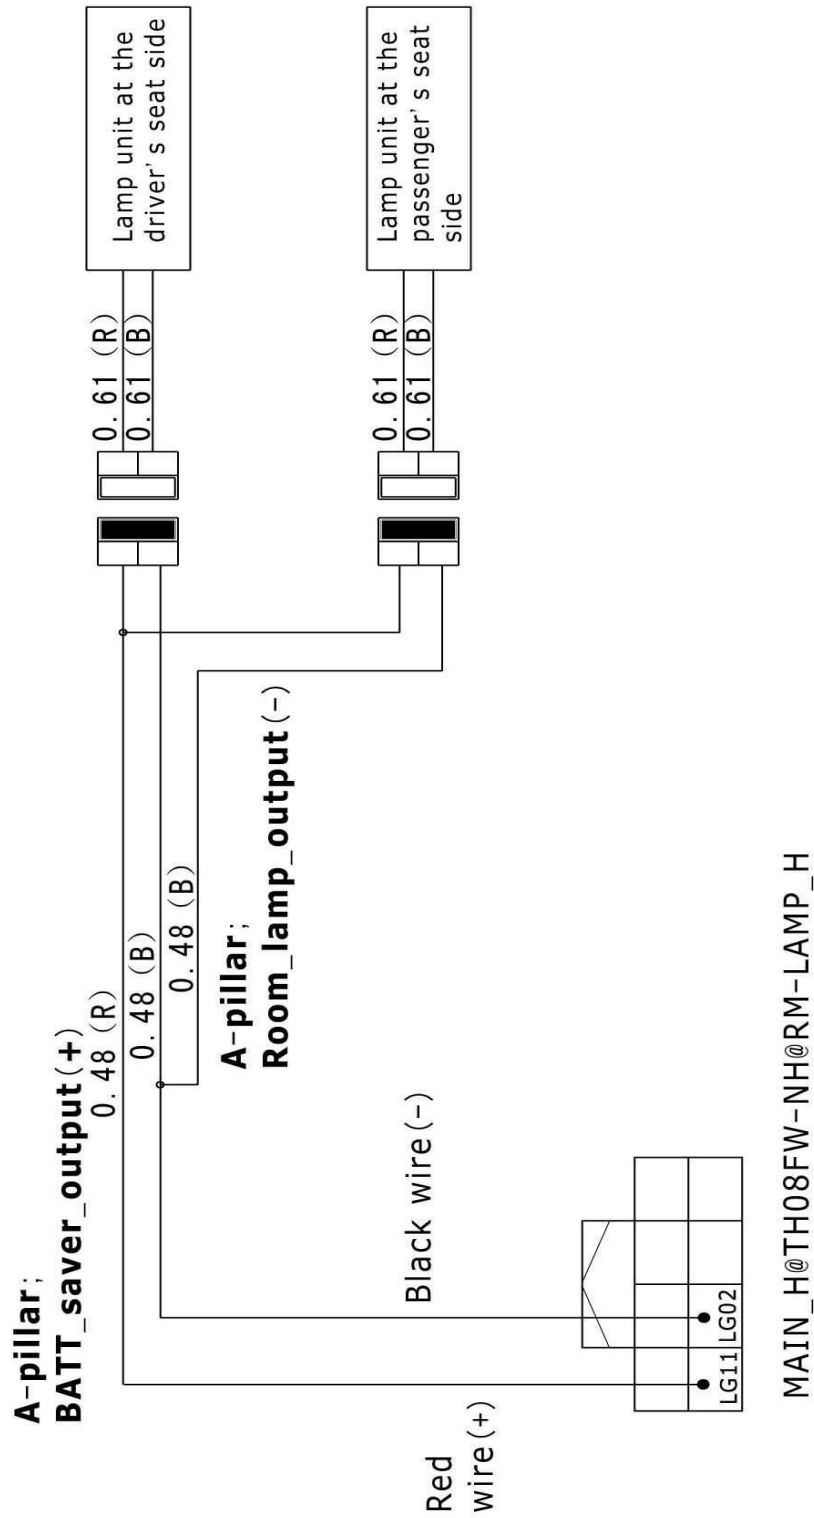 A-pillar;
BATT_saver_output(+)
0.48 (R)
0.48 (B)
0.48 (B)
A-pillar;
Room_lamp_output(-)
0.61 (R)
0.61 (B)
Lamp unit at the
driver's seat side
0.61 (R)
0.61 (B)
Lamp unit at the
passenger's seat
side
Red
wire(+)
Black wire(-)
LG11
LG02
MAIN_H@TH08FW-NH@RM-LAMP_H